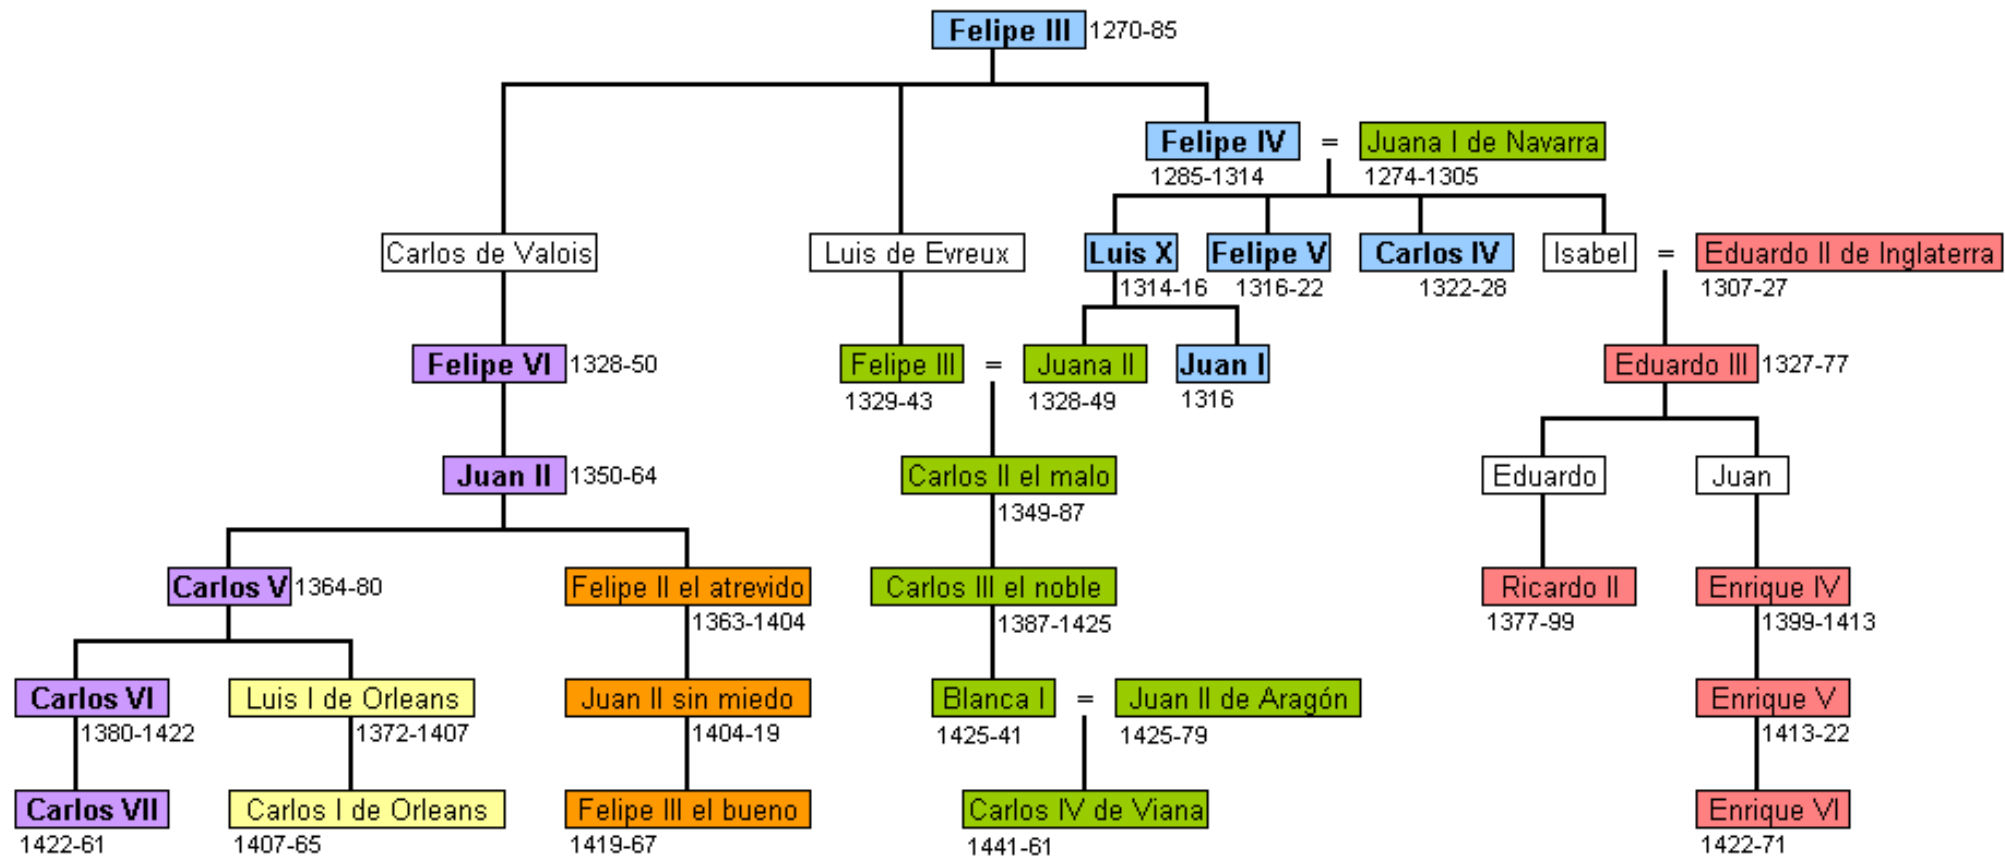 Felipe III 1270-85
Felipe IV = Juana I de Navarra
1285-1314 1274-1305
Carlos de Valois Luis de Evreux Luis X Felipe V Carlos IV Isabel = Eduardo II de Inglaterra
1314-16 1316-22 1322-28 1307-27
Felipe VI 1328-50 Felipe III = Juana II Juan I Eduardo III 1327-77
1329-43 1328-49 1316
Juan II 1350-64 Carlos II el malo Eduardo Juan
1349-87
Carlos V 1364-80 Felipe II el atrevido Carlos III el noble Ricardo II Enrique IV
1363-1404 1387-1425 1377-99 1399-1413
Carlos VI Luis I de Orleans Juan II sin miedo Blanca I = Juan II de Aragón Enrique V
1380-1422 1372-1407 1404-19 1425-41 1425-79 1413-22
Carlos VII Carlos I de Orleans Felipe III el bueno Carlos IV de Viana Enrique VI
1422-61 1407-65 1419-67 1441-61 1422-71